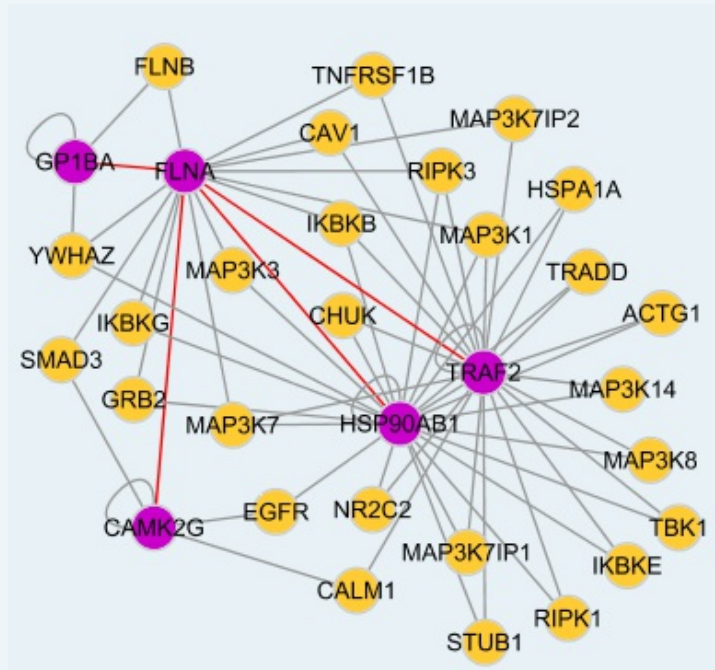 FLNB
TNFRSF1B
MAP3K7IP2
CAV1
GP1BA
FLNA
RIPK3
HSPA1A
IKBKB
MAP3K1
YWHAZ
MAP3K3
TRADD
IKBKG
CHUK
ACTG1
SMAD3
TRAF2
MAP3K14
GRB2
MAP3K7
HSP90AB1
MAP3K8
EGFR
NR2C2
CAMK2G
TBK1
MAP3K7IP1
IKBKE
CALM1
RIPK1
STUB1